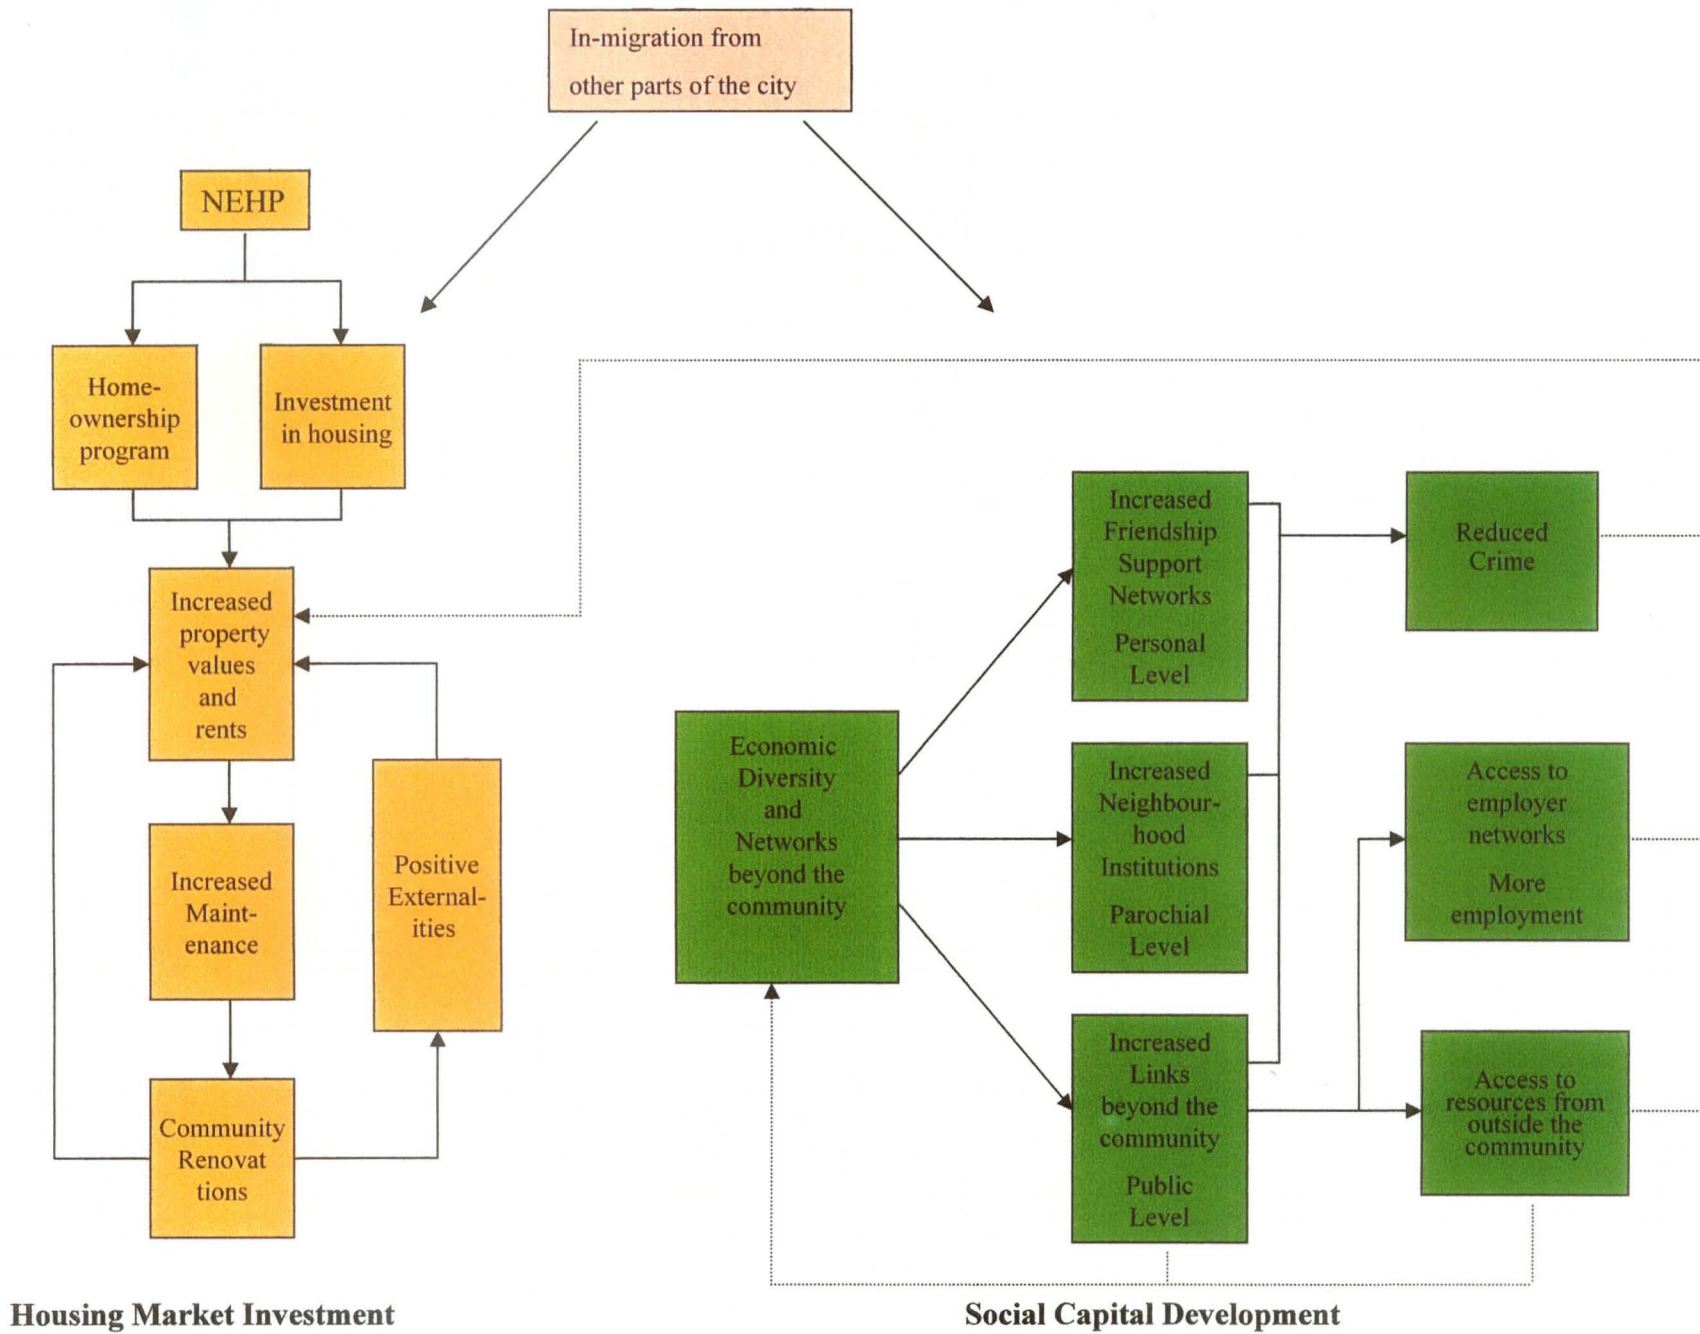 In-migration from
other parts of the city
NEHP
Home-
ownership
program
Investment
in housing
Increased
property
values
and
rents
Increased
Maint-
enance
Positive
External-
ities
Community
Renovat
tions
Economic
Diversity
and
Networks
beyond the
community
Increased
Friendship
Support
Networks
Personal
Level
Increased
Neighbour-
hood
Institutions
Parochial
Level
Increased
Links
beyond the
community
Public
Level
Reduced
Crime
Access to
employer
networks
More
employment
Access to
resources from
outside the
community
Housing Market Investment
Social Capital Development